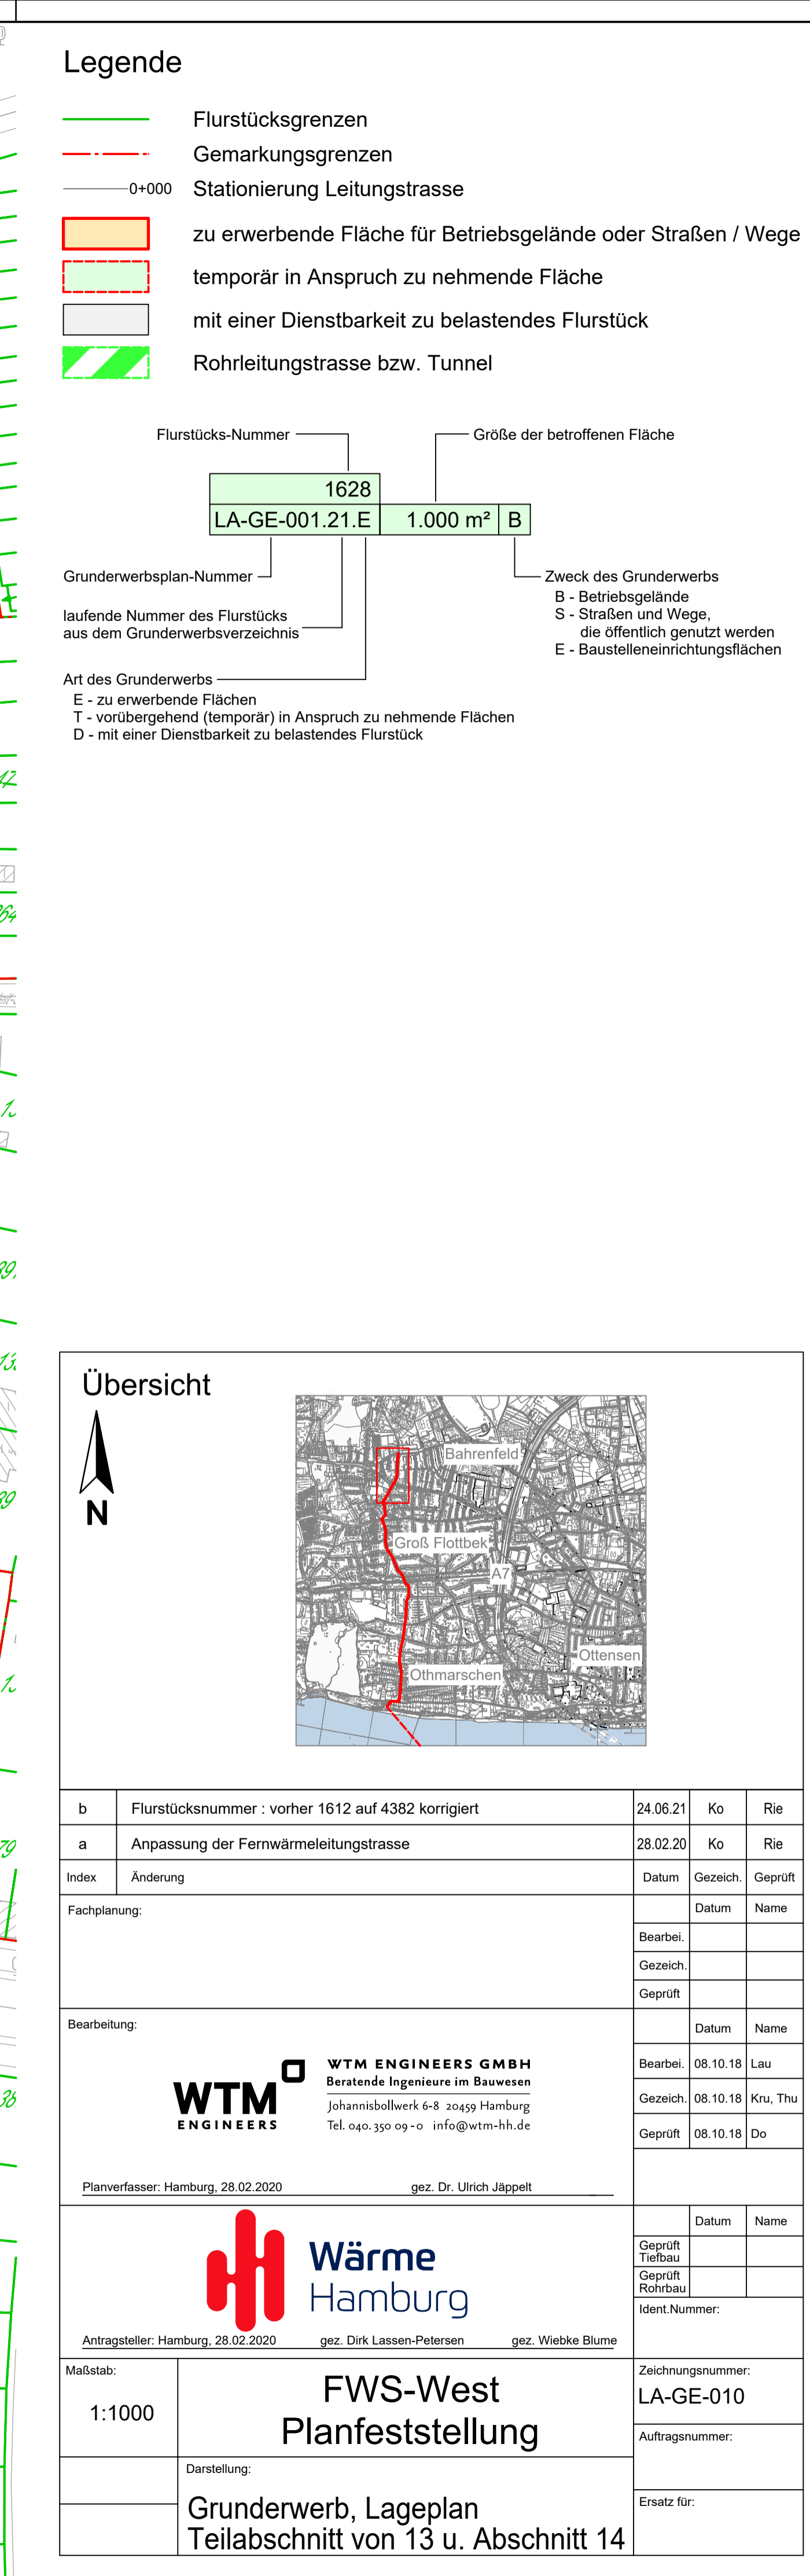 Legende
Flurstücksgrenzen
Gemarkungsgrenzen
0+000 Stationierung Leitungstrasse
zu erwerbende Fläche für Betriebsgelände oder Straßen / Wege
temporär in Anspruch zu nehmende Fläche
mit einer Dienstbarkeit zu belastendes Flurstück
Rohrleitungstrasse bzw. Tunnel
Flurstücks-Nummer
Größe der betroffenen Fläche
1628
LA-GE-001.21.E 1.000 m² B
Grunderwerbsplan-Nummer
laufende Nummer des Flurstücks
aus dem Grunderwerbsverzeichnis
Art des Grunderwerbs
E - zu erwerbende Flächen
T - vorübergehend (temporär) in Anspruch zu nehmende Flächen
D - mit einer Dienstbarkeit zu belastendes Flurstück
Zweck des Grunderwerbs
B - Betriebsgelände
S - Straßen und Wege,
die öffentlich genutzt werden
E - Baustelleneinrichtungsflächen
Übersicht
N
Bahrenfeld
Groß Flottbek
A7
Ottensen
Othmarschen
b Flurstücksnummer : vorher 1612 auf 4382 korrigiert 24.06.21 Ko Rie
a Anpassung der Fernwärmeleitungstrasse 28.02.20 Ko Rie
Index Änderung Datum Gezeich. Geprüft
Fachplanung:
Datum Name
Bearbei.
Gezeich.
Geprüft
Bearbeitung:
WTM
ENGINEERS
WTM ENGINEERS GMBH
Beratende Ingenieure im Bauwesen
Johannisbollwerk 6-8 20459 Hamburg
Tel. 040. 350 09 - 0 info@wtm-hh.de
Planverfasser: Hamburg, 28.02.2020 gez. Dr. Ulrich Jäppelt
Datum Name
Bearbei. 08.10.18 Lau
Gezeich. 08.10.18 Kru, Thu
Geprüft 08.10.18 Do
Wärme
Hamburg
Antragsteller: Hamburg, 28.02.2020 gez. Dirk Lassen-Petersen gez. Wiebke Blume
Datum Name
Geprüft
Tiefbau
Geprüft
Rohrbau
Ident.Nummer:
Maßstab:
1:1000
FWS-West
Planfeststellung
Zeichnungsnummer:
LA-GE-010
Auftragsnummer:
Darstellung:
Grunderwerb, Lageplan
Teilabschnitt von 13 u. Abschnitt 14
Ersatz für: